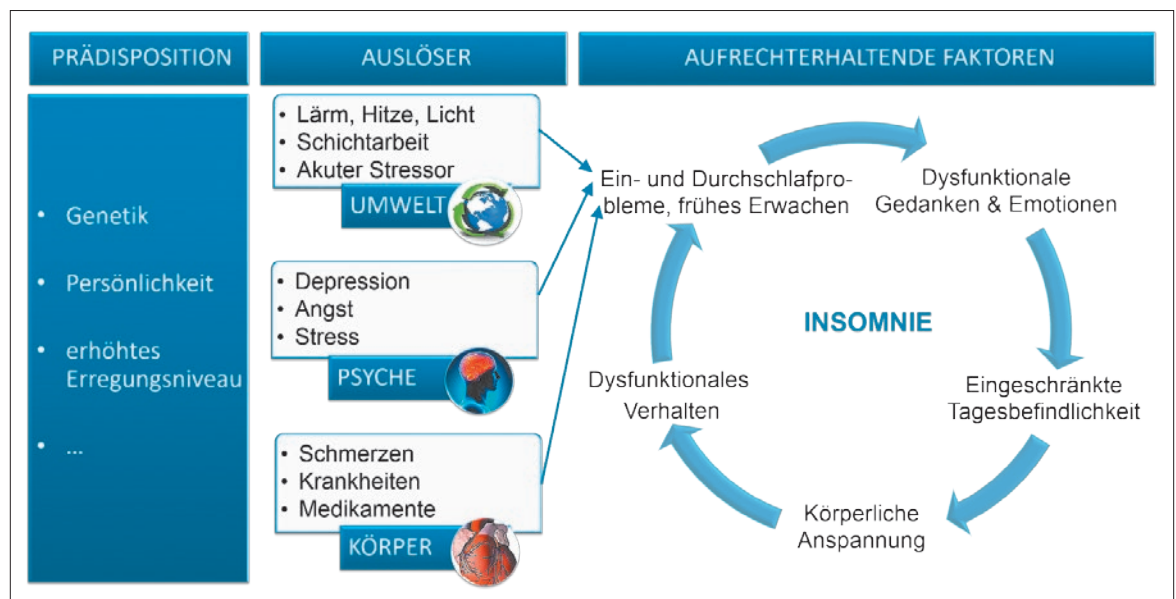 PRÄDISPOSITION
• Genetik
• Persönlichkeit
• erhöhtes
Erregungsniveau
• ...
AUSLÖSER
• Lärm, Hitze, Licht
• Schichtarbeit
• Akuter Stressor
UMWELT
• Depression
• Angst
• Stress
PSYCHE
• Schmerzen
• Krankheiten
• Medikamente
KÖRPER
AUFRECHTERHALTENDE FAKTOREN
Ein- und Durchschlafpro-
bleme, frühes Erwachen
Dysfunktionale
Gedanken & Emotionen
Eingeschränkte
Tagesbefindlichkeit
Körperliche
Anspannung
Dysfunktionales
Verhalten
INSOMNIE